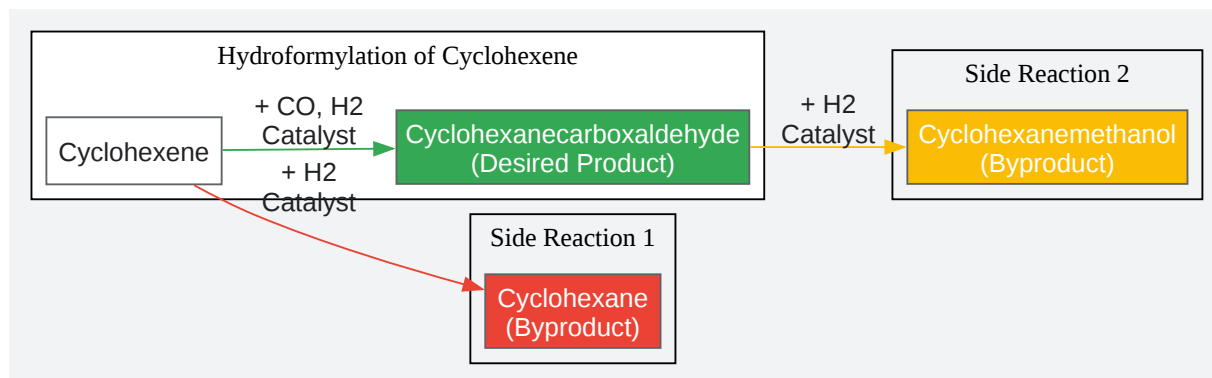 Hydroformylation of Cyclohexene
Cyclohexene
+ CO, H2
Catalyst
Cyclohexanecarboxaldehyde
(Desired Product)
+ H2
Catalyst
Side Reaction 2
Cyclohexanemethanol
(Byproduct)
+ H2
Catalyst
Side Reaction 1
Cyclohexane
(Byproduct)